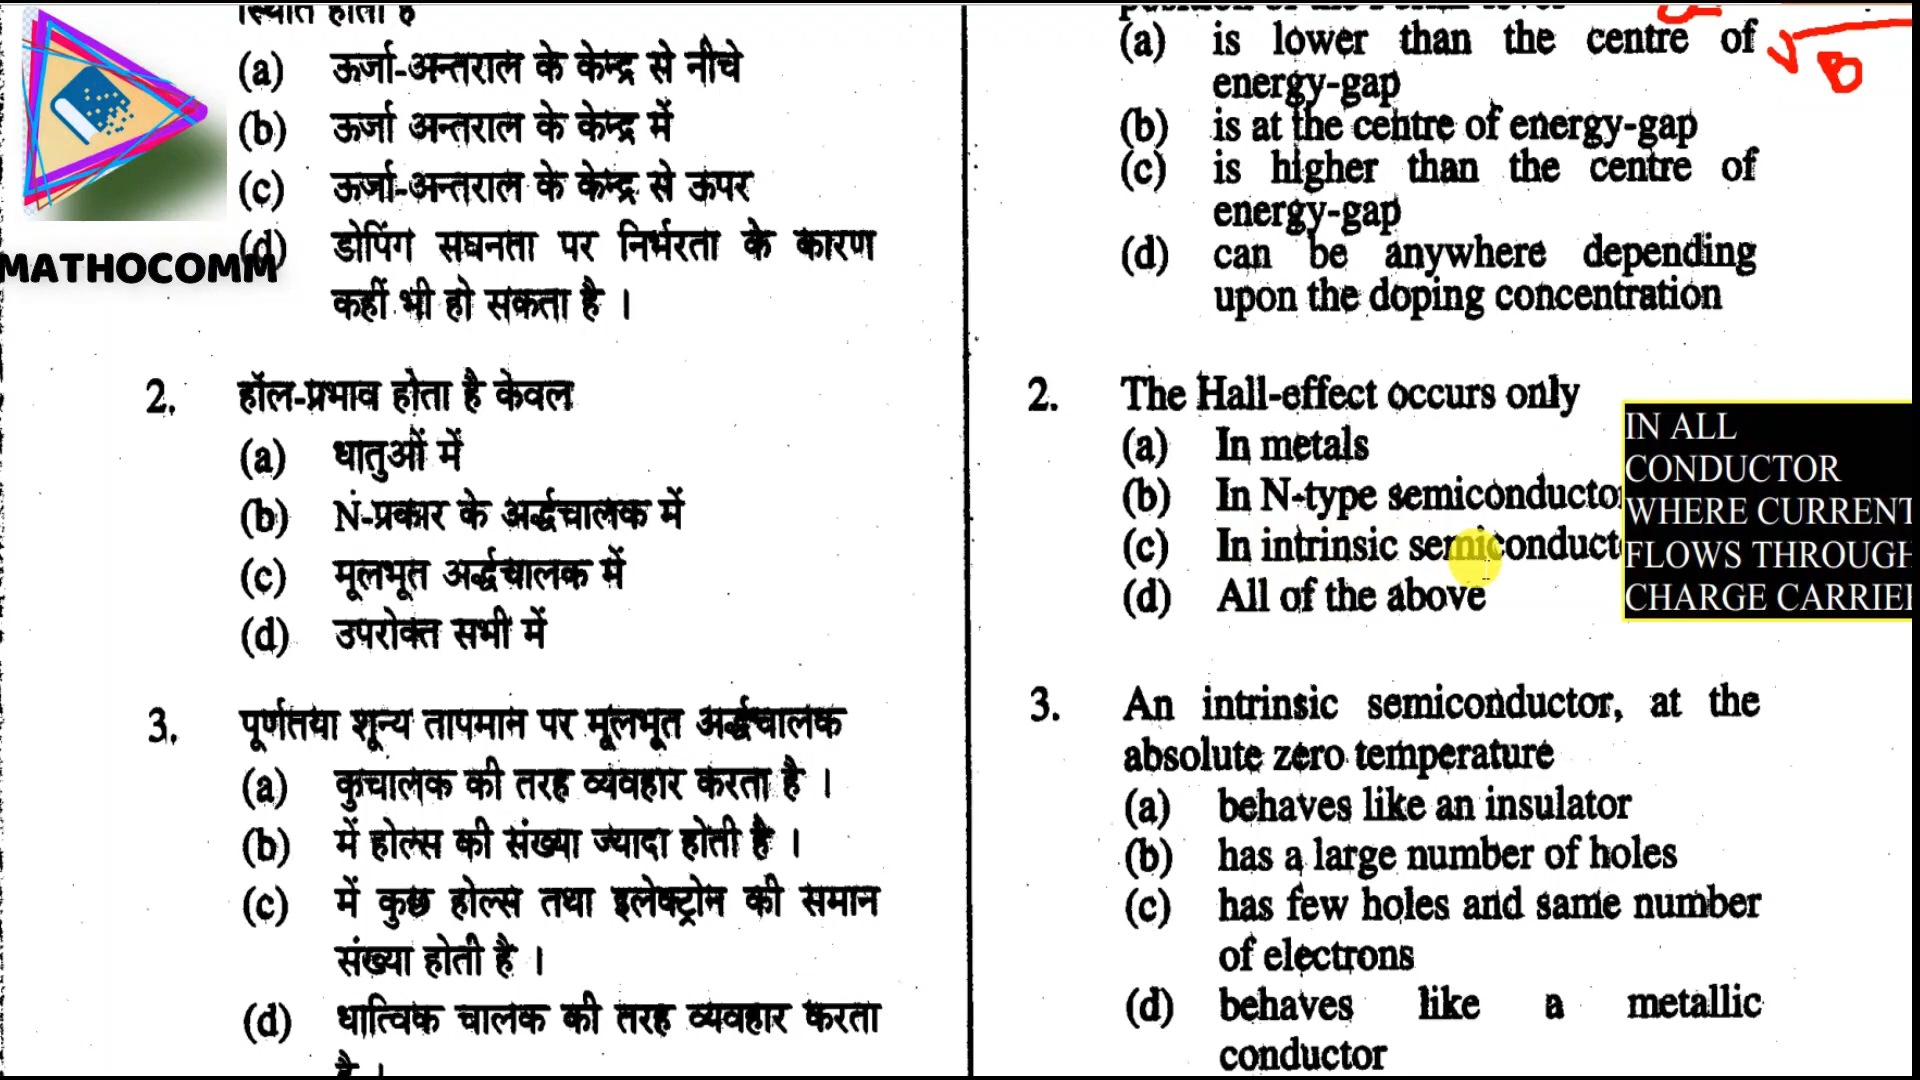 स्थित होता है
(a) ऊर्जा-अन्तराल के केन्द्र से नीचे
(b) ऊर्जा अन्तराल के केन्द्र में
(c) ऊर्जा-अन्तराल के केन्द्र से ऊपर
(d) डोपिंग सघनता पर निर्भरता के कारण
कहीं भी हो सकता है ।
MATHOCOMM
2. हॉल-प्रभाव होता है केवल
(a) धातुओं में
(b) N-प्रकार के अर्द्धचालक में
(c) मूलभूत अर्द्धचालक में
(d) उपरोक्त सभी में
3. पूर्णतया शून्य तापमान पर मूलभूत अर्द्धचालक
(a) कुचालक की तरह व्यवहार करता है ।
(b) में होल्स की संख्या ज्यादा होती है ।
(c) में कुछ होल्स तथा इलेक्ट्रोन की समान
संख्या होती है ।
(d) धात्विक चालक की तरह व्यवहार करता
है ।
(a) is lower than the centre of
energy-gap
(b) is at the centre of energy-gap
(c) is higher than the centre of
energy-gap
(d) can be anywhere depending
upon the doping concentration
2. The Hall-effect occurs only
(a) In metals
(b) In N-type semiconducto
(c) In intrinsic semiconduct
(d) All of the above
IN ALL
CONDUCTOR
WHERE CURRENT
FLOWS THROUGH
CHARGE CARRIE
3. An intrinsic semiconductor, at the
absolute zero temperature
(a) behaves like an insulator
(b) has a large number of holes
(c) has few holes and same number
of electrons
(d) behaves like a metallic
conductor